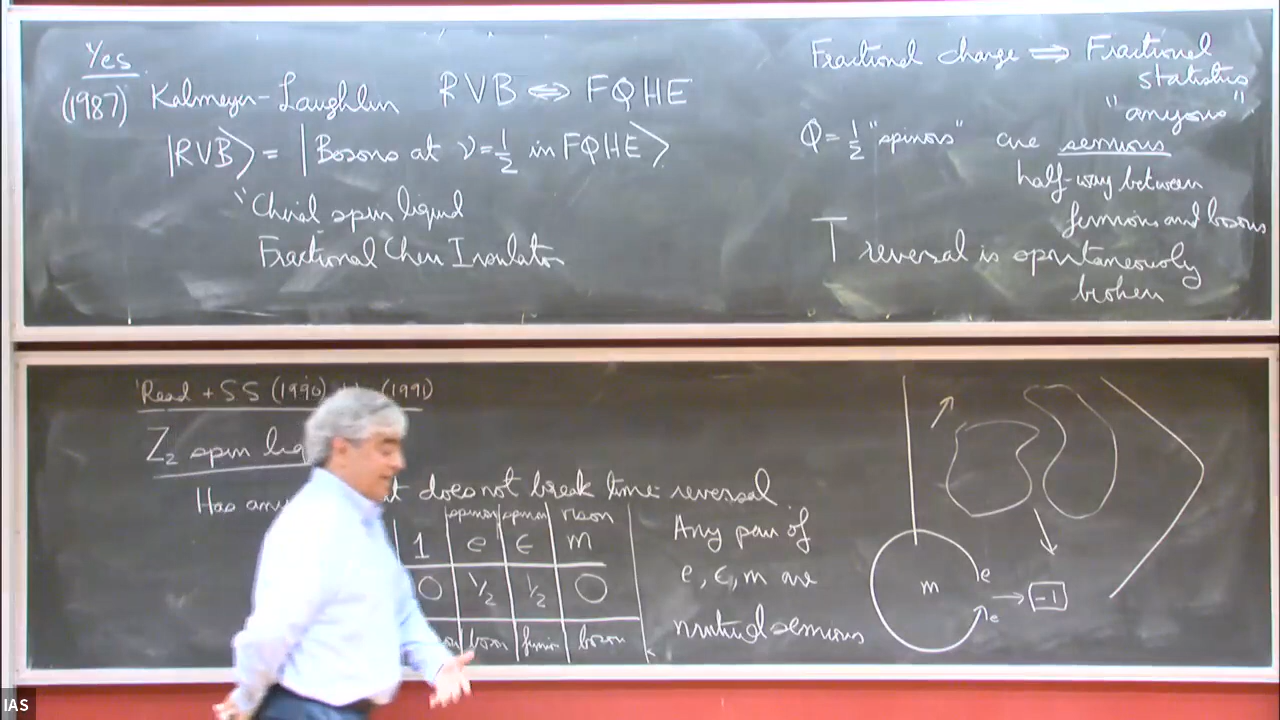 Yes
(1987) Kalmeyer-Laughlin RVB ⟺ FQHE
|RVB⟩ = |Bosons at ν=1/2 in FQHE⟩
"Chiral spin liquid
Fractional Chern Insulator
Fractional charge ⟹ Fractional
statistics
"anyons"
Q=1/2 "spinons" are semions
half-way between
fermions and bosons
T reversal is spontaneously
broken
Read + SS (1990) (1991)
Z2 spin
Has does not break time-reversal
spinon spinon vison
1 e ϵ m
0 1/2 1/2 0
boson fermion boson
Any pair of
e, ϵ, m are
mutual semions
m
e
e
→ -1
IAS